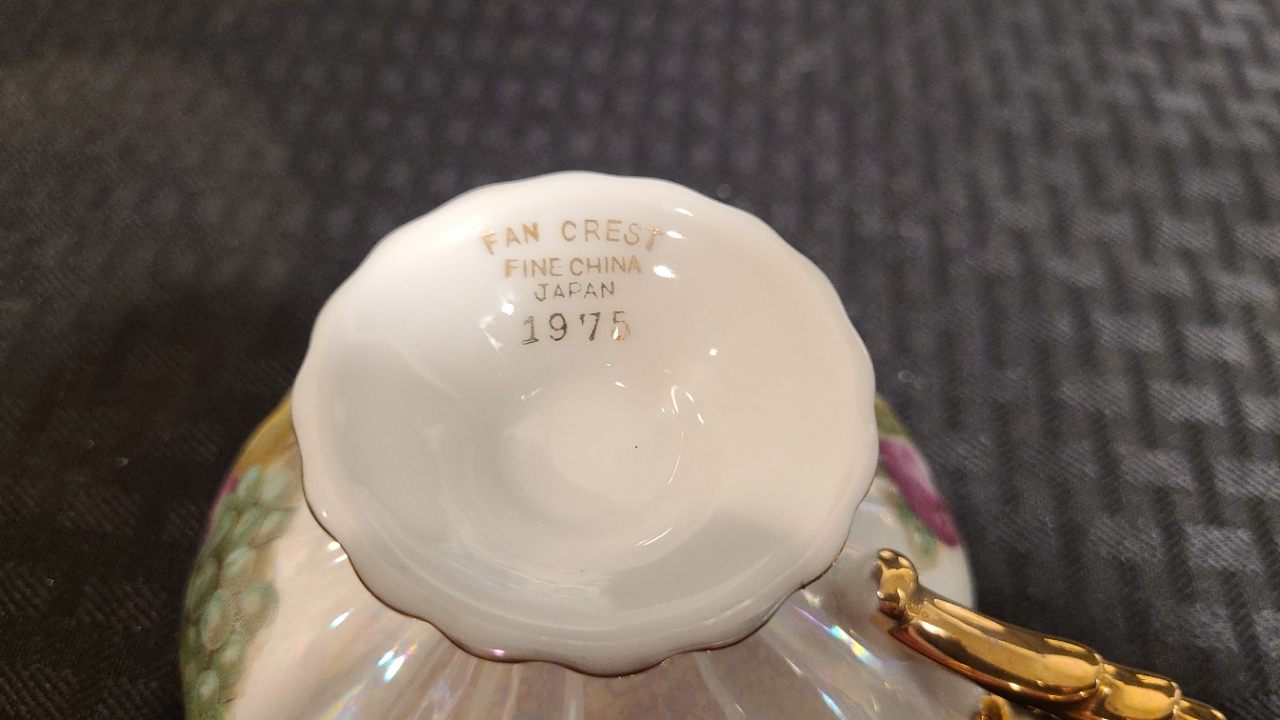 FAN CREST
FINE CHINA
JAPAN
1975